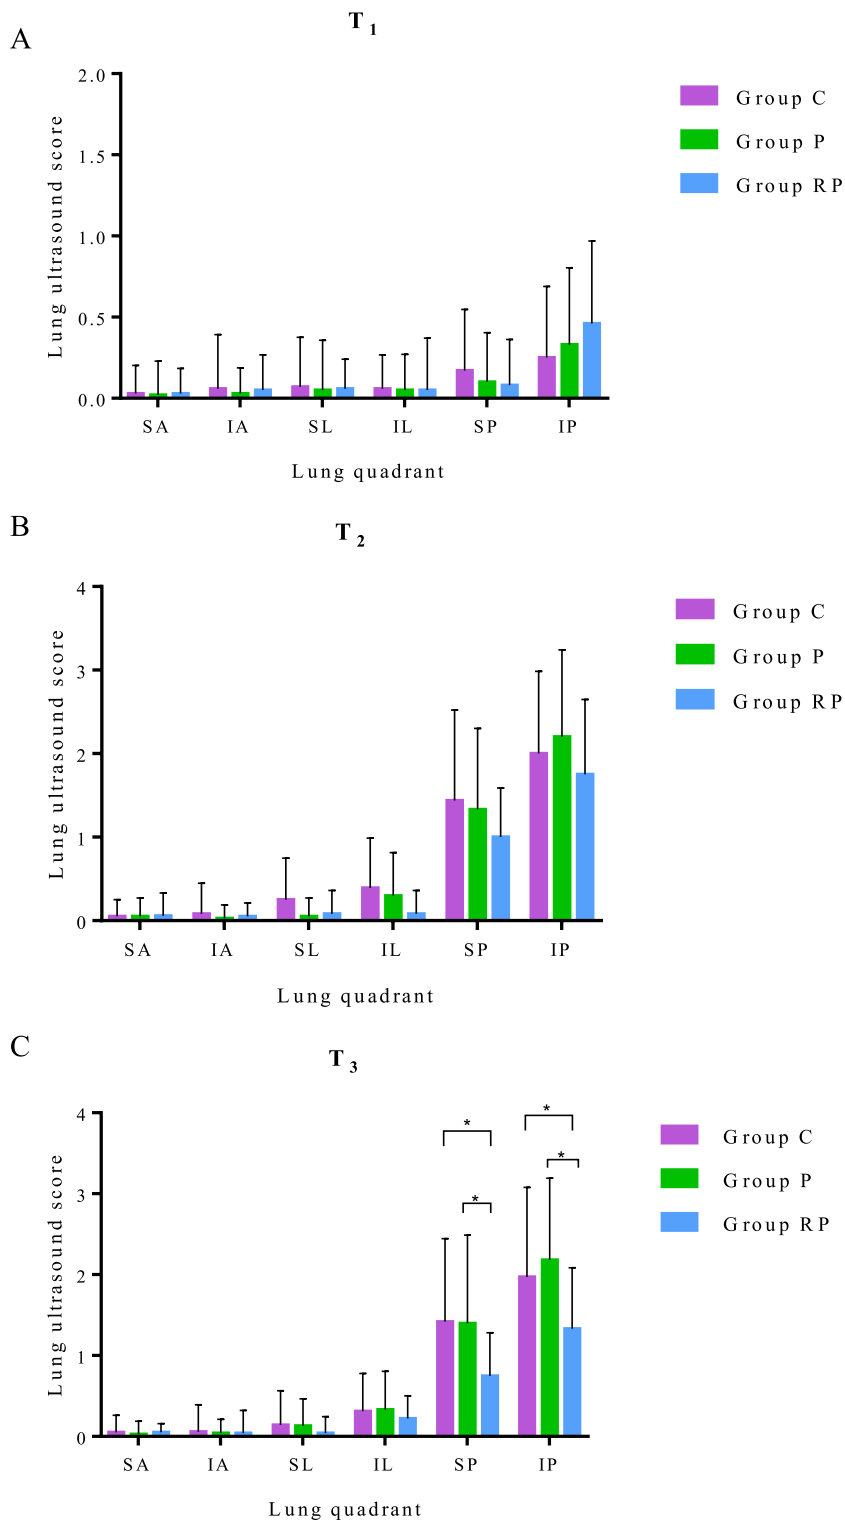 A
T 1
2.0
1.5
1.0
0.5
0.0
Lung ultrasound score
SA IA SL IL SP IP
Lung quadrant
Group C
Group P
Group RP
B
T 2
4
3
2
1
0
Lung ultrasound score
SA IA SL IL SP IP
Lung quadrant
Group C
Group P
Group RP
C
T 3
4
3
2
1
0
Lung ultrasound score
* *
* *
SA IA SL IL SP IP
Lung quadrant
Group C
Group P
Group RP